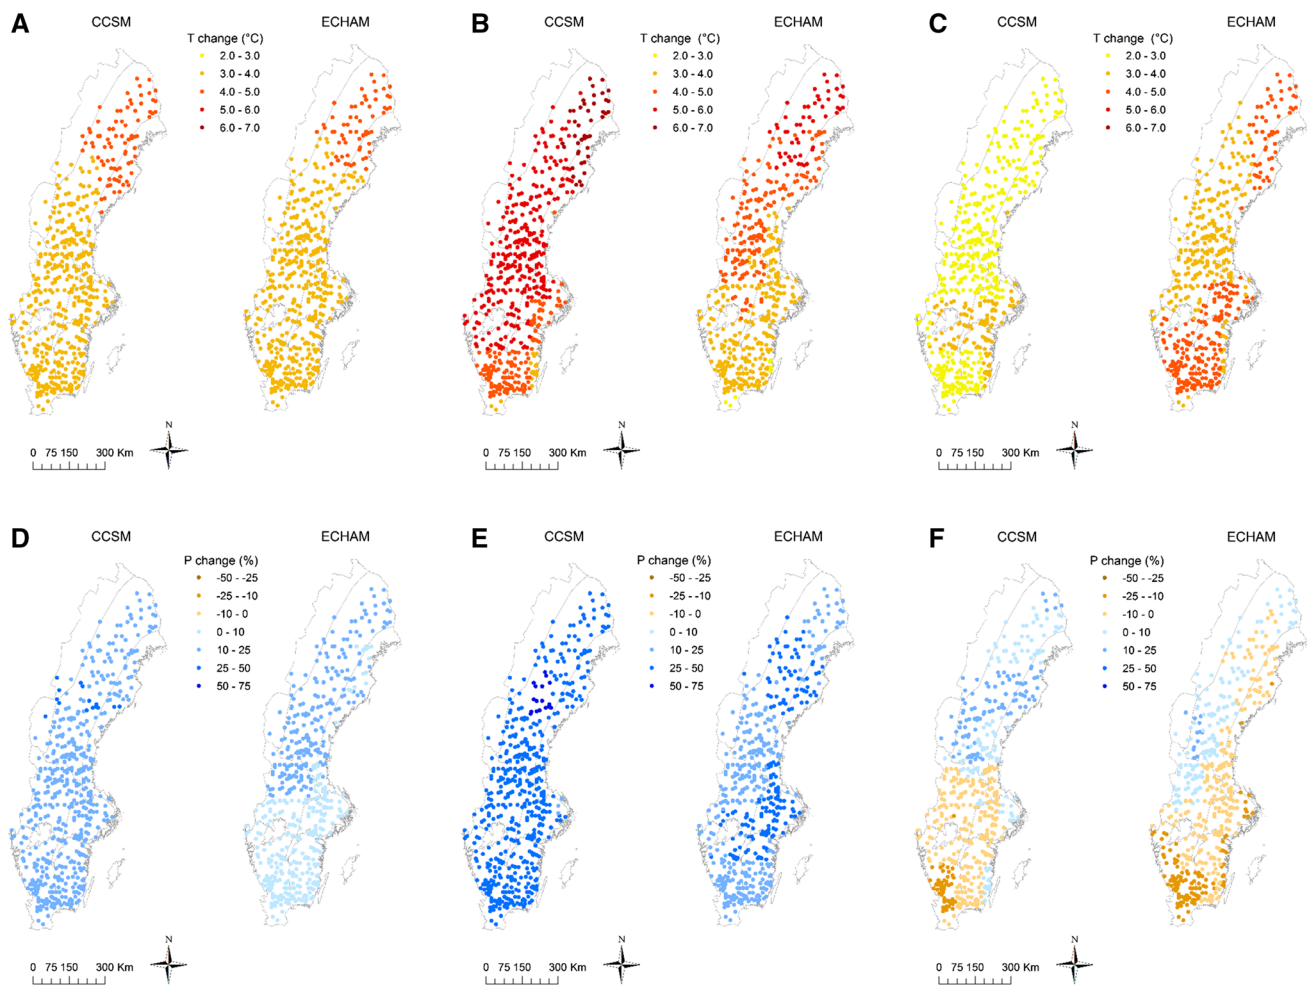 A
CCSM
ECHAM
T change (°C)
2.0 - 3.0
3.0 - 4.0
4.0 - 5.0
5.0 - 6.0
6.0 - 7.0
N
0 75 150 300 Km
B
CCSM
ECHAM
T change (°C)
2.0 - 3.0
3.0 - 4.0
4.0 - 5.0
5.0 - 6.0
6.0 - 7.0
N
0 75 150 300 Km
C
CCSM
ECHAM
T change (°C)
2.0 - 3.0
3.0 - 4.0
4.0 - 5.0
5.0 - 6.0
6.0 - 7.0
N
0 75 150 300 Km
D
CCSM
ECHAM
P change (%)
-50 - -25
-25 - -10
-10 - 0
0 - 10
10 - 25
25 - 50
50 - 75
N
0 75 150 300 Km
E
CCSM
ECHAM
P change (%)
-50 - -25
-25 - -10
-10 - 0
0 - 10
10 - 25
25 - 50
50 - 75
N
0 75 150 300 Km
F
CCSM
ECHAM
P change (%)
-50 - -25
-25 - -10
-10 - 0
0 - 10
10 - 25
25 - 50
50 - 75
N
0 75 150 300 Km